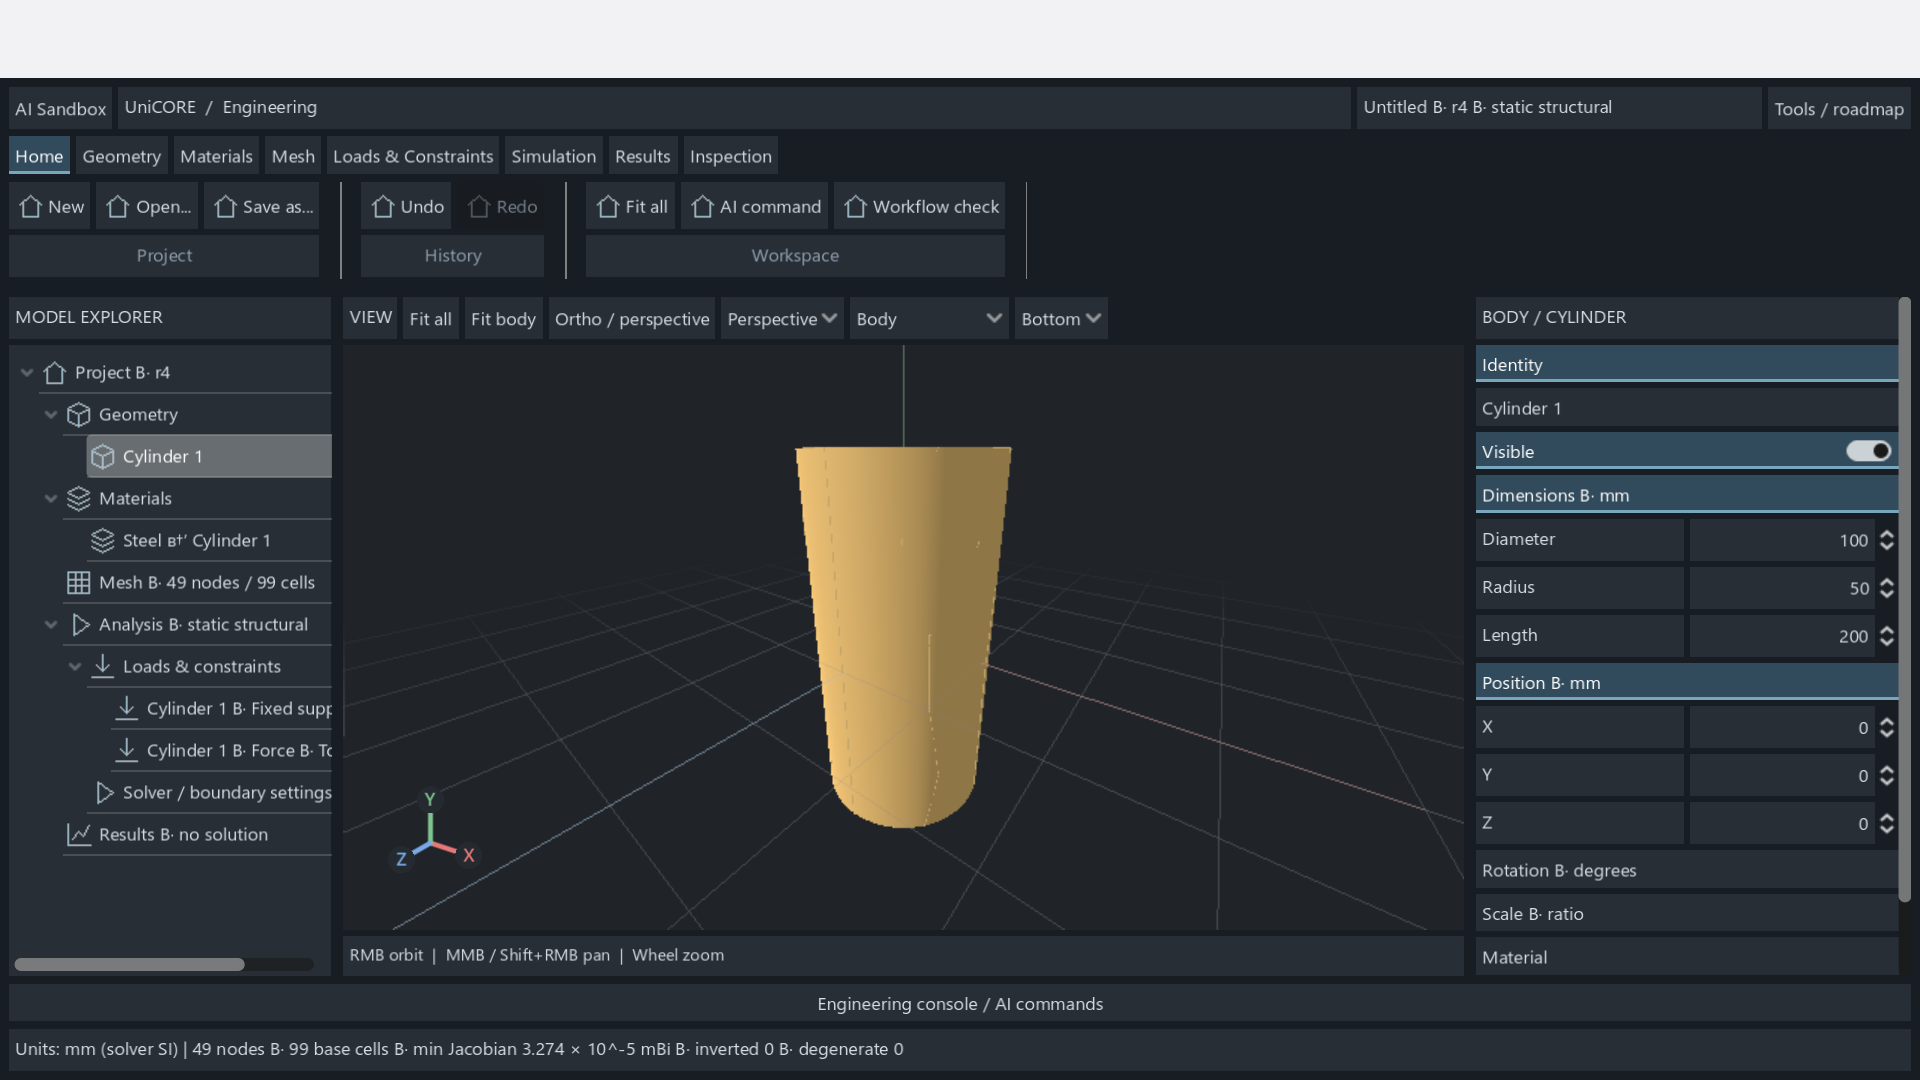 AI Sandbox
UniCORE / Engineering
Untitled В· r4 В· static structural
Tools / roadmap
Home
Geometry
Materials
Mesh
Loads & Constraints
Simulation
Results
Inspection
New
Open...
Save as...
Undo
Redo
Fit all
AI command
Workflow check
Project
History
Workspace
MODEL EXPLORER
Project В· r4
Geometry
Cylinder 1
Materials
Steel в†’ Cylinder 1
Mesh В· 49 nodes / 99 cells
Analysis В· static structural
Loads & constraints
Cylinder 1 В· Fixed supp
Cylinder 1 В· Force В· To
Solver / boundary settings
Results В· no solution
VIEW
Fit all
Fit body
Ortho / perspective
Perspective
Body
Bottom
Y
Z
X
RMB orbit | MMB / Shift+RMB pan | Wheel zoom
BODY / CYLINDER
Identity
Cylinder 1
Visible
Dimensions В· mm
Diameter 100
Radius 50
Length 200
Position В· mm
X 0
Y 0
Z 0
Rotation В· degrees
Scale В· ratio
Material
Engineering console / AI commands
Units: mm (solver SI) | 49 nodes В· 99 base cells В· min Jacobian 3.274 × 10^-5 mВі В· inverted 0 В· degenerate 0